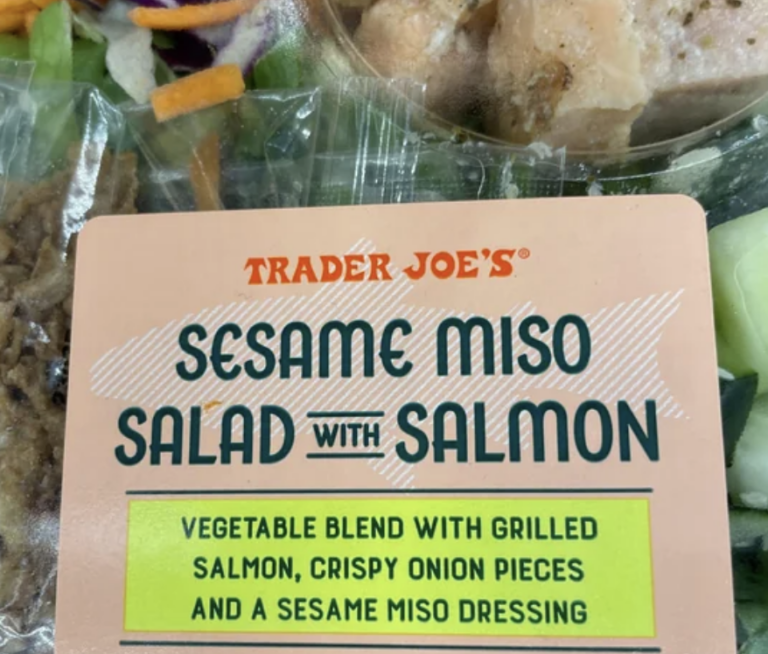 TRADER JOE'S®
SESAME MISO
SALAD WITH SALMON
VEGETABLE BLEND WITH GRILLED
SALMON, CRISPY ONION PIECES
AND A SESAME MISO DRESSING